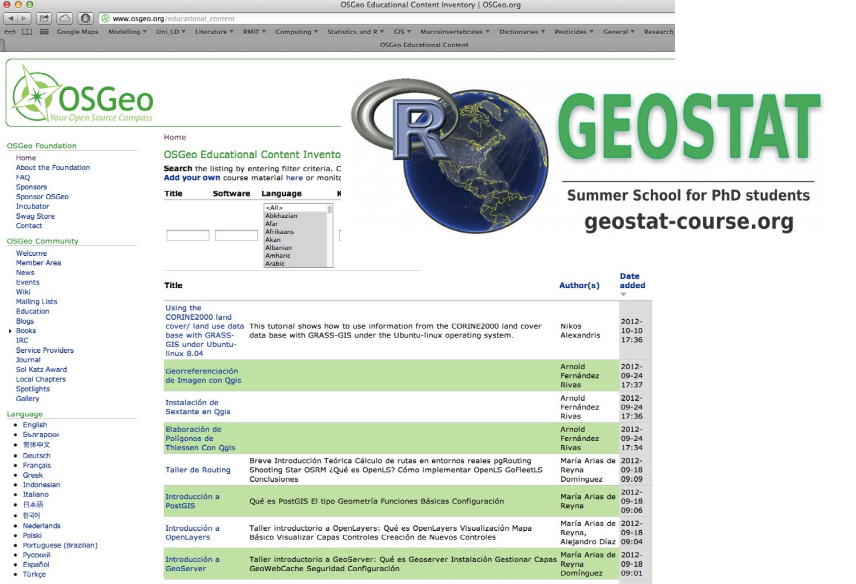 OSGeo Educational Content Inventory | OSGeo.org
www.osgeo.org/educational_content
Google Maps Modelling Uni_LD Literature RMIT Computing Statistics and R GIS Macroinvertebrates Dictionaries Pesticides General Research
OSGeo Educational Content
OSGeo
Your Open Source Compass
R
GEOSTAT
Summer School for PhD students
geostat-course.org
OSGeo Foundation
Home
About the Foundation
FAQ
Sponsors
Sponsor OSGeo
Incubator
Swag Store
Contact
OSGeo Community
Welcome
Member Area
News
Events
Wiki
Mailing Lists
Education
Blogs
Books
IRC
Service Providers
Journal
Sol Katz Award
Local Chapters
Spotlights
Gallery
Language
English
Български
简体中文
Deutsch
Français
Greek
Indonesian
Italiano
日本語
한국어
Nederlands
Polski
Portuguese (Brazilian)
Русский
Español
Türkçe
Home
OSGeo Educational Content Invento
Search the listing by entering filter criteria. C
Add your own course material here or monito
Title Software Language
<All>
Abkhazian
Afar
Afrikaans
Akan
Albanian
Amharic
Arabic
Title Author(s) Date
added
Using the
CORINE2000 land
cover/ land use data
base with GRASS-
GIS under Ubuntu-
linux 8.04
This tutorial shows how to use information from the CORINE2000 land cover
data base with GRASS-GIS under the Ubuntu-linux operating system.
Nikos
Alexandris
2012-
10-10
17:36
Georreferenciación
de Imagen con Qgis
Arnold
Fernández
Rivas
2012-
09-24
17:37
Instalación de
Sextante en Qgis
Arnold
Fernández
Rivas
2012-
09-24
17:36
Elaboración de
Polígonos de
Thiessen Con Qgis
Arnold
Fernández
Rivas
2012-
09-24
17:34
Taller de Routing
Breve Introducción Teórica Cálculo de rutas en entornos reales pgRouting
Shooting Star OSRM ¿Qué es OpenLS? Cómo implementar OpenLS GoFleetLS
Conclusiones
María Arias de
Reyna
Domínguez
2012-
09-18
09:09
Introducción a
PostGIS
Qué es PostGIS El tipo Geometría Funciones Básicas Configuración
María Arias de
Reyna
2012-
09-18
09:06
Introducción a
OpenLayers
Taller introductorio a OpenLayers: Qué es OpenLayers Visualización Mapa
Básico Visualizar Capas Controles Creación de Nuevos Controles
María Arias de
Reyna,
Alejandro Díaz
2012-
09-18
09:04
Introducción a
GeoServer
Taller introductorio a GeoServer: Qué és Geoserver Instalación Gestionar Capas
GeoWebCache Seguridad Configuración
María Arias de
Reyna
Domínguez
2012-
09-18
09:01